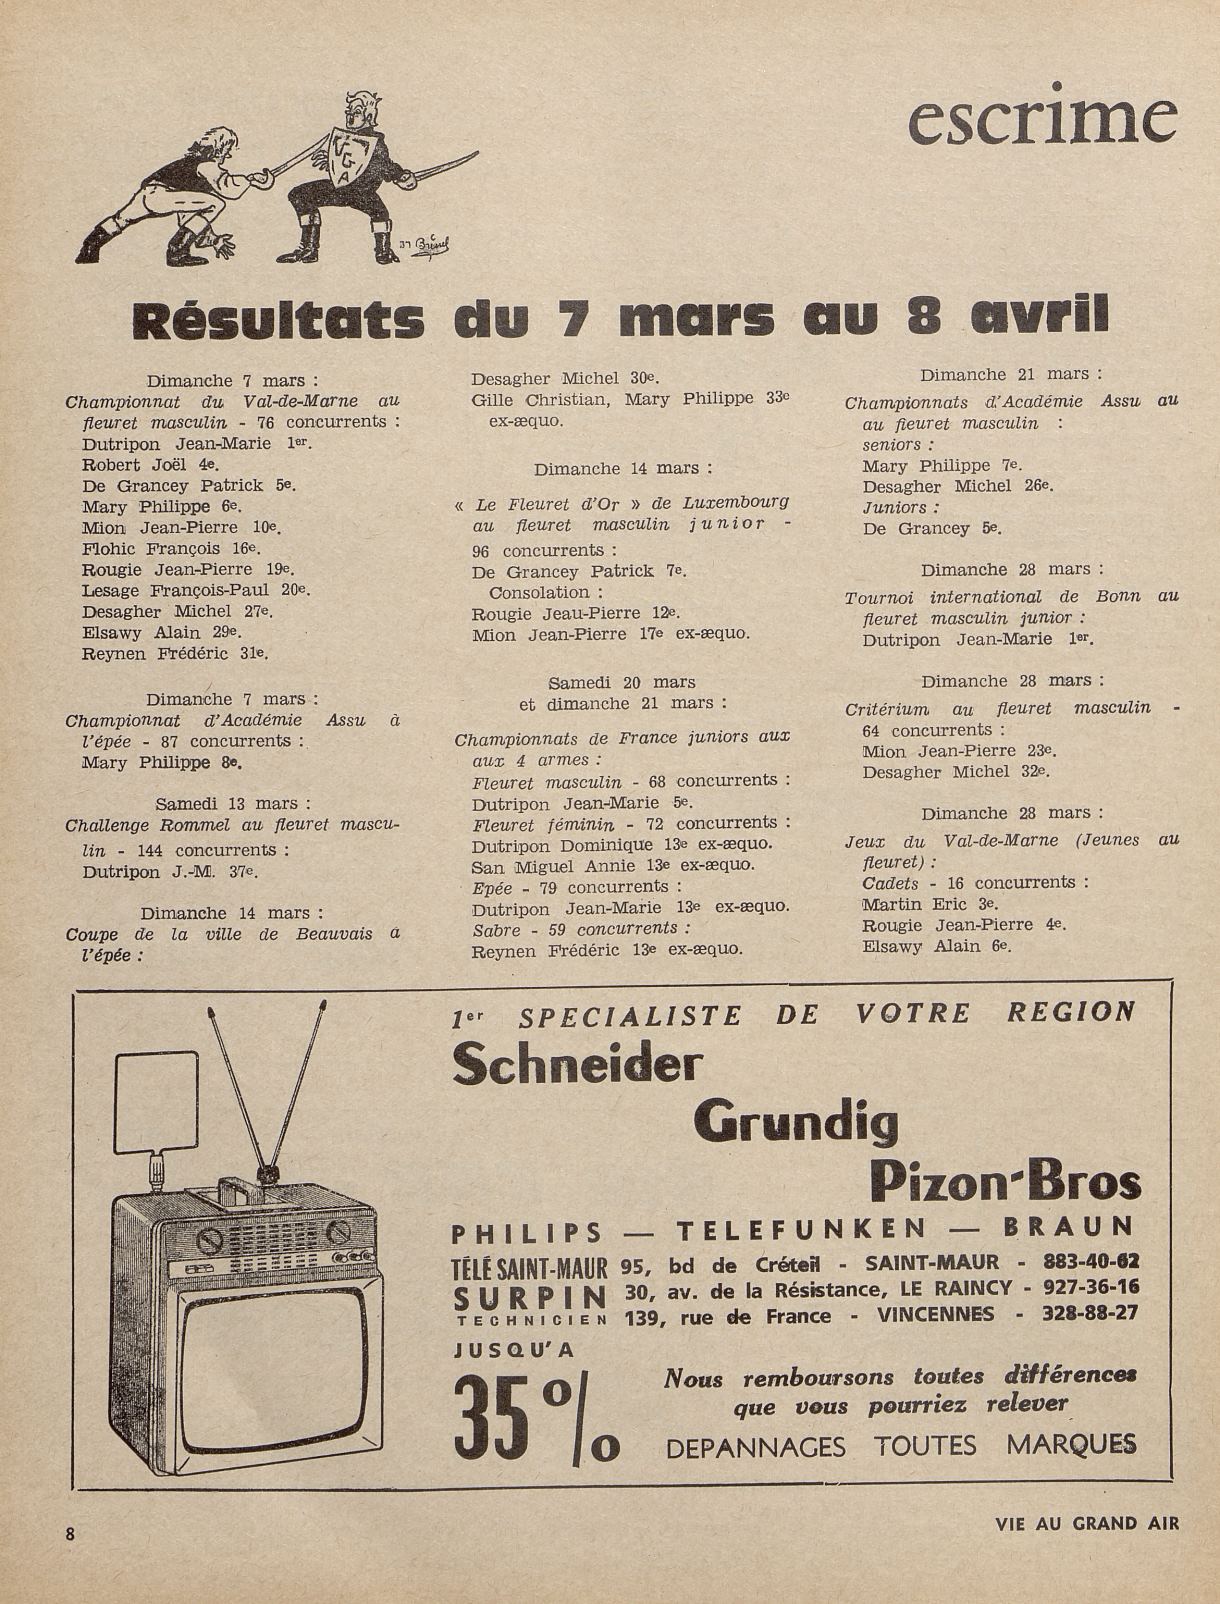 escrime
VGA
Résultats du 7 mars au 8 avril
Dimanche 7 mars :
Championnat du Val-de-Marne au
fleuret masculin - 76 concurrents :
Dutripon Jean-Marie 1er.
Robert Joël 4e.
De Grancey Patrick 5e.
Mary Philippe 6e.
Mion Jean-Pierre 10e.
Flohic François 16e.
Rougie Jean-Pierre 19e.
Lesage François-Paul 20e.
Desagher Michel 27e.
Elsawy Alain 29e.
Reynen Frédéric 31e.
Dimanche 7 mars :
Championnat d'Académie Assu à
l'épée - 87 concurrents :
Mary Philippe 8e.
Samedi 13 mars :
Challenge Rommel au fleuret mascu-
lin - 144 concurrents :
Dutripon J.-M. 37e.
Dimanche 14 mars :
Coupe de la ville de Beauvais à
l'épée :
Desagher Michel 30e.
Gille Christian, Mary Philippe 33e
ex-æquo.
Dimanche 14 mars :
« Le Fleuret d'Or » de Luxembourg
au fleuret masculin junior -
96 concurrents :
De Grancey Patrick 7e.
Consolation :
Rougie Jeau-Pierre 12e.
Mion Jean-Pierre 17e ex-æquo.
Samedi 20 mars
et dimanche 21 mars :
Championnats de France juniors aux
aux 4 armes :
Fleuret masculin - 68 concurrents :
Dutripon Jean-Marie 5e.
Fleuret féminin - 72 concurrents :
Dutripon Dominique 13e ex-æquo.
San Miguel Annie 13e ex-æquo.
Epée - 79 concurrents :
Dutripon Jean-Marie 13e ex-æquo.
Sabre - 59 concurrents :
Reynen Frédéric 13e ex-æquo.
Dimanche 21 mars :
Championnats d'Académie Assu au
au fleuret masculin :
seniors :
Mary Philippe 7e.
Desagher Michel 26e.
Juniors :
De Grancey 5e.
Dimanche 28 mars :
Tournoi international de Bonn au
fleuret masculin junior :
Dutripon Jean-Marie 1er.
Dimanche 28 mars :
Critérium au fleuret masculin -
64 concurrents :
Mion Jean-Pierre 23e.
Desagher Michel 32e.
Dimanche 28 mars :
Jeux du Val-de-Marne (Jeunes au
fleuret) :
Cadets - 16 concurrents :
Martin Eric 3e.
Rougie Jean-Pierre 4e.
Elsawy Alain 6e.
1er SPECIALISTE DE VOTRE REGION
Schneider
Grundig
Pizon-Bros
PHILIPS — TELEFUNKEN — BRAUN
TÉLÉ SAINT-MAUR 95, bd de Créteil - SAINT-MAUR - 883-40-62
SURPIN 30, av. de la Résistance, LE RAINCY - 927-36-16
TECHNICIEN 139, rue de France - VINCENNES - 328-88-27
JUSQU'A
35 %
Nous remboursons toutes différences
que vous pourriez relever
DEPANNAGES TOUTES MARQUES
8
VIE AU GRAND AIR